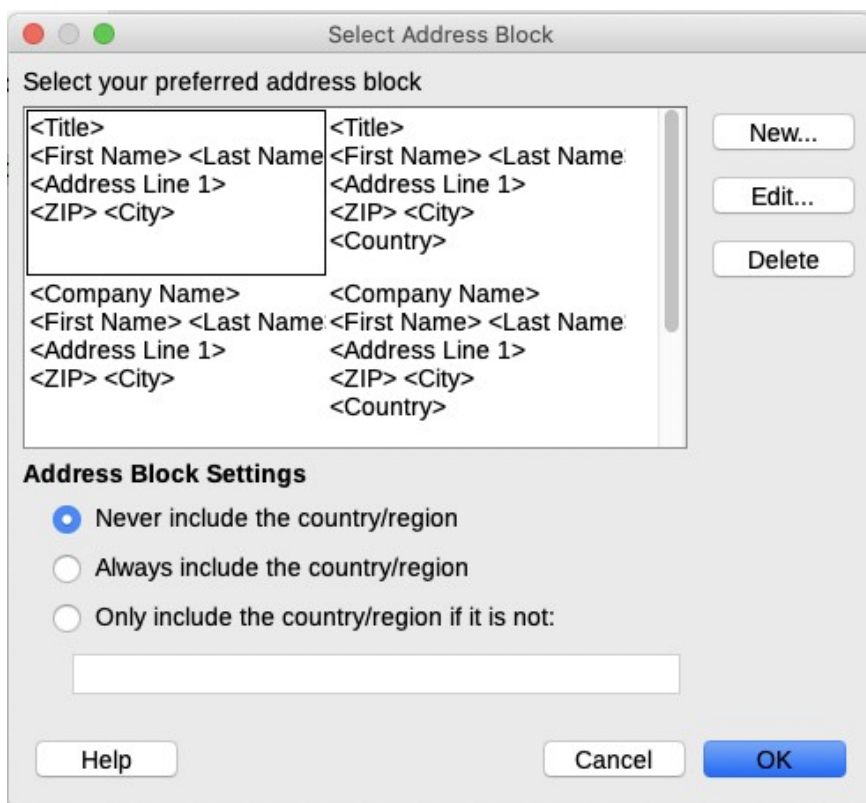 Select Address Block
Select your preferred address block
<Title>
<First Name> <Last Name
<Address Line 1>
<ZIP> <City>
<Title>
<First Name> <Last Name
<Address Line 1>
<ZIP> <City>
<Country>
<Company Name>
<First Name> <Last Name
<Address Line 1>
<ZIP> <City>
<Company Name>
<First Name> <Last Name
<Address Line 1>
<ZIP> <City>
<Country>
New...
Edit...
Delete
Address Block Settings
Never include the country/region
Always include the country/region
Only include the country/region if it is not:
Help
Cancel
OK